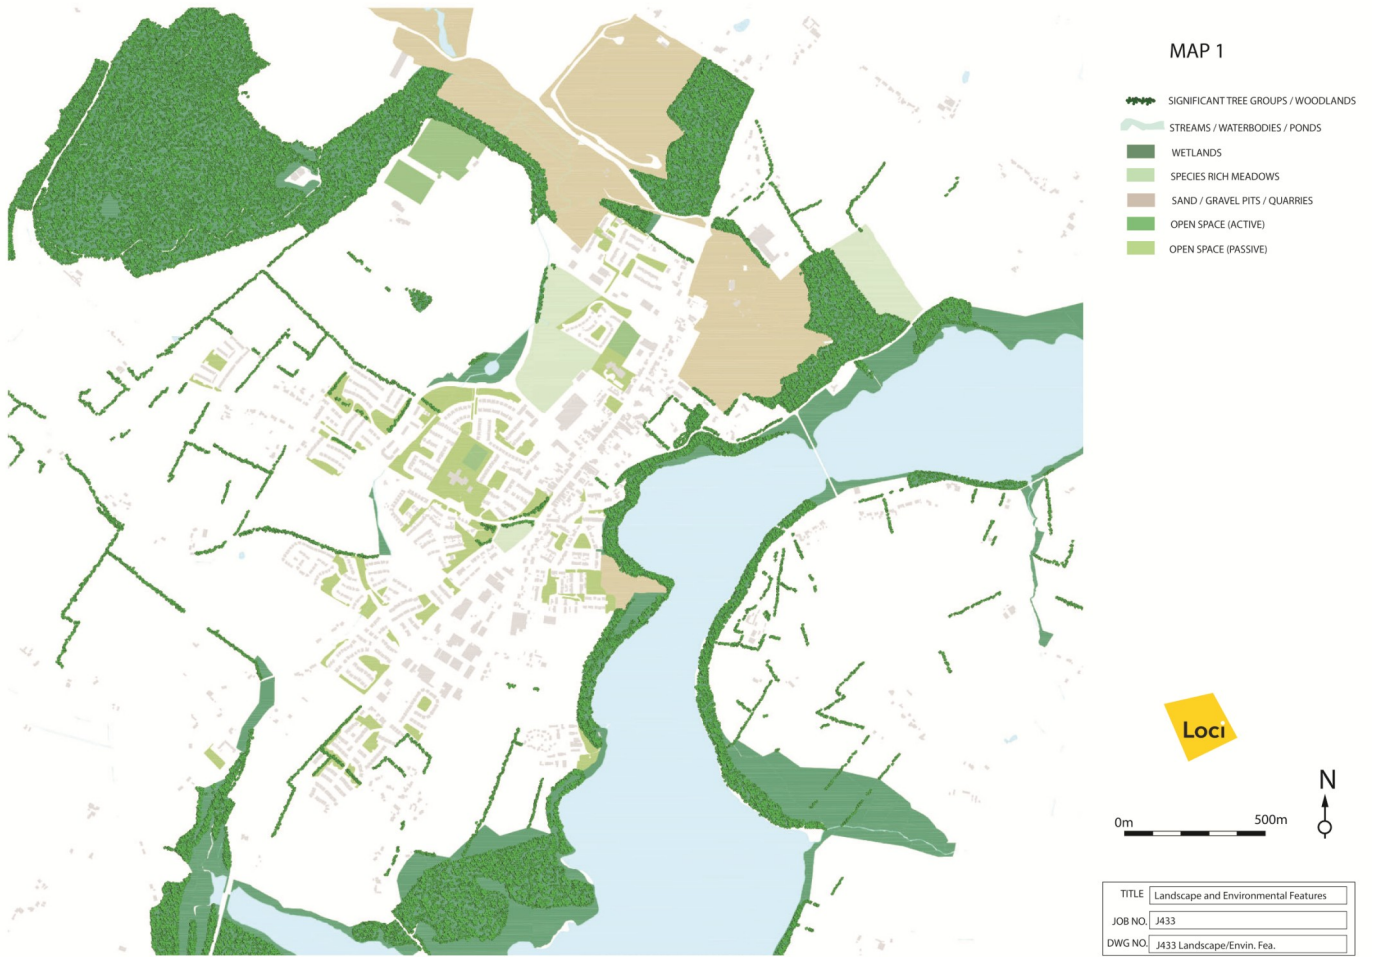 MAP 1
SIGNIFICANT TREE GROUPS / WOODLANDS
STREAMS / WATERBODIES / PONDS
WETLANDS
SPECIES RICH MEADOWS
SAND / GRAVEL PITS / QUARRIES
OPEN SPACE (ACTIVE)
OPEN SPACE (PASSIVE)
Loci
N
0m 500m
TITLE Landscape and Environmental Features
JOB NO. J433
DWG NO. J433 Landscape/Envin. Fea.